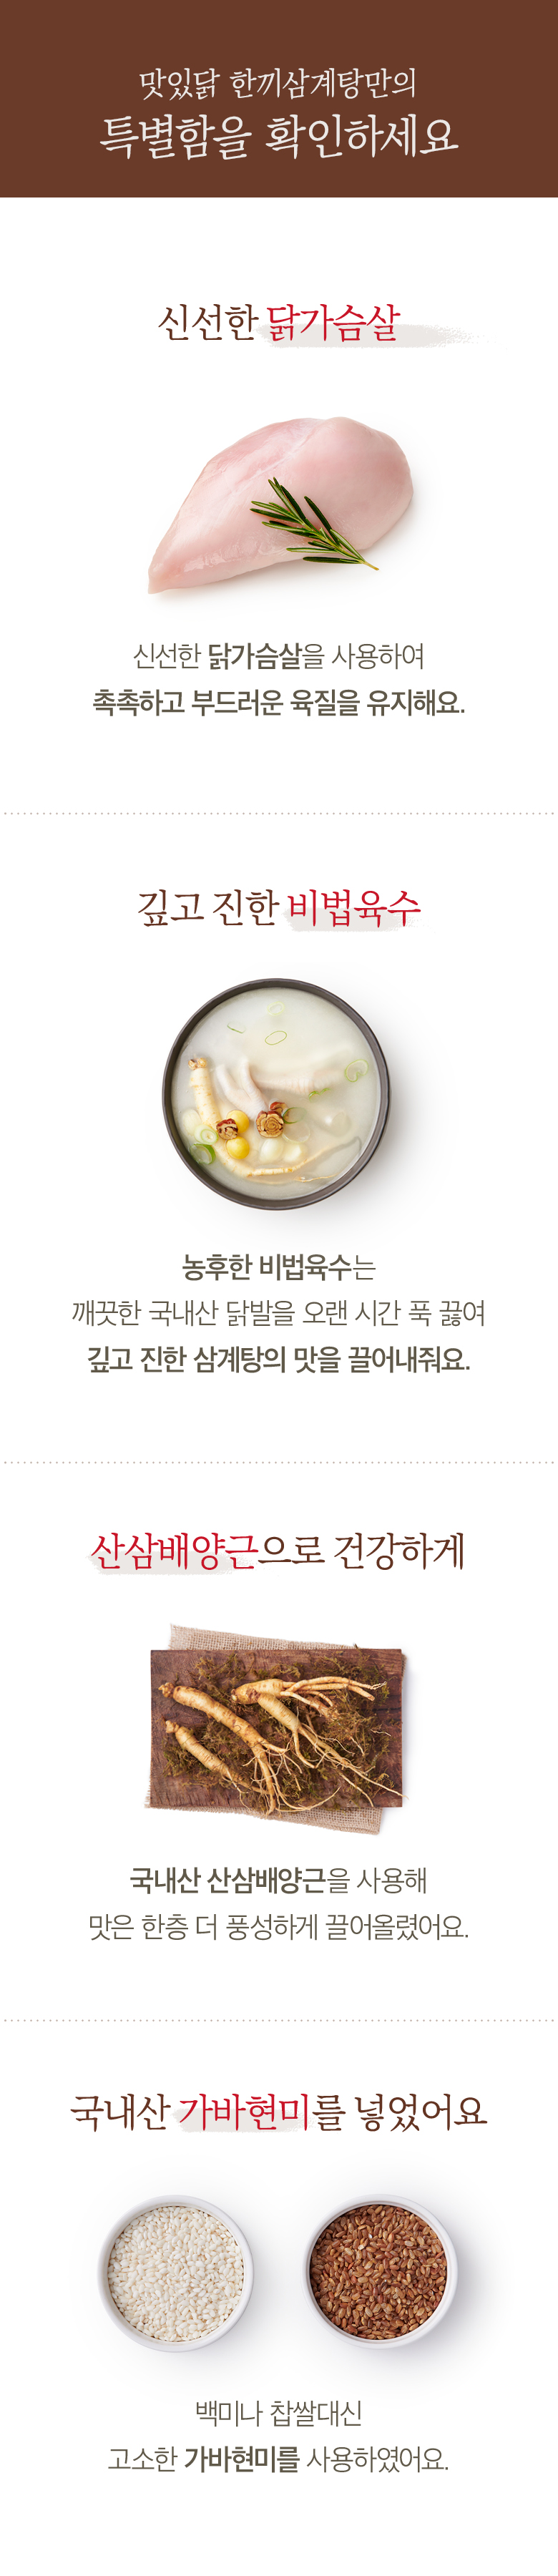 맛있닭 한끼삼계탕만의
특별함을 확인하세요
신선한 닭가슴살
신선한 닭가슴살을 사용하여
촉촉하고 부드러운 육질을 유지해요.
깊고 진한 비법육수
농후한 비법육수는
깨끗한 국내산 닭발을 오랜 시간 푹 끓여
깊고 진한 삼계탕의 맛을 끌어내줘요.
산삼배양근으로 건강하게
국내산 산삼배양근을 사용해
맛은 한층 더 풍성하게 끌어올렸어요.
국내산 가바현미를 넣었어요
백미나 찹쌀대신
고소한 가바현미를 사용하였어요.